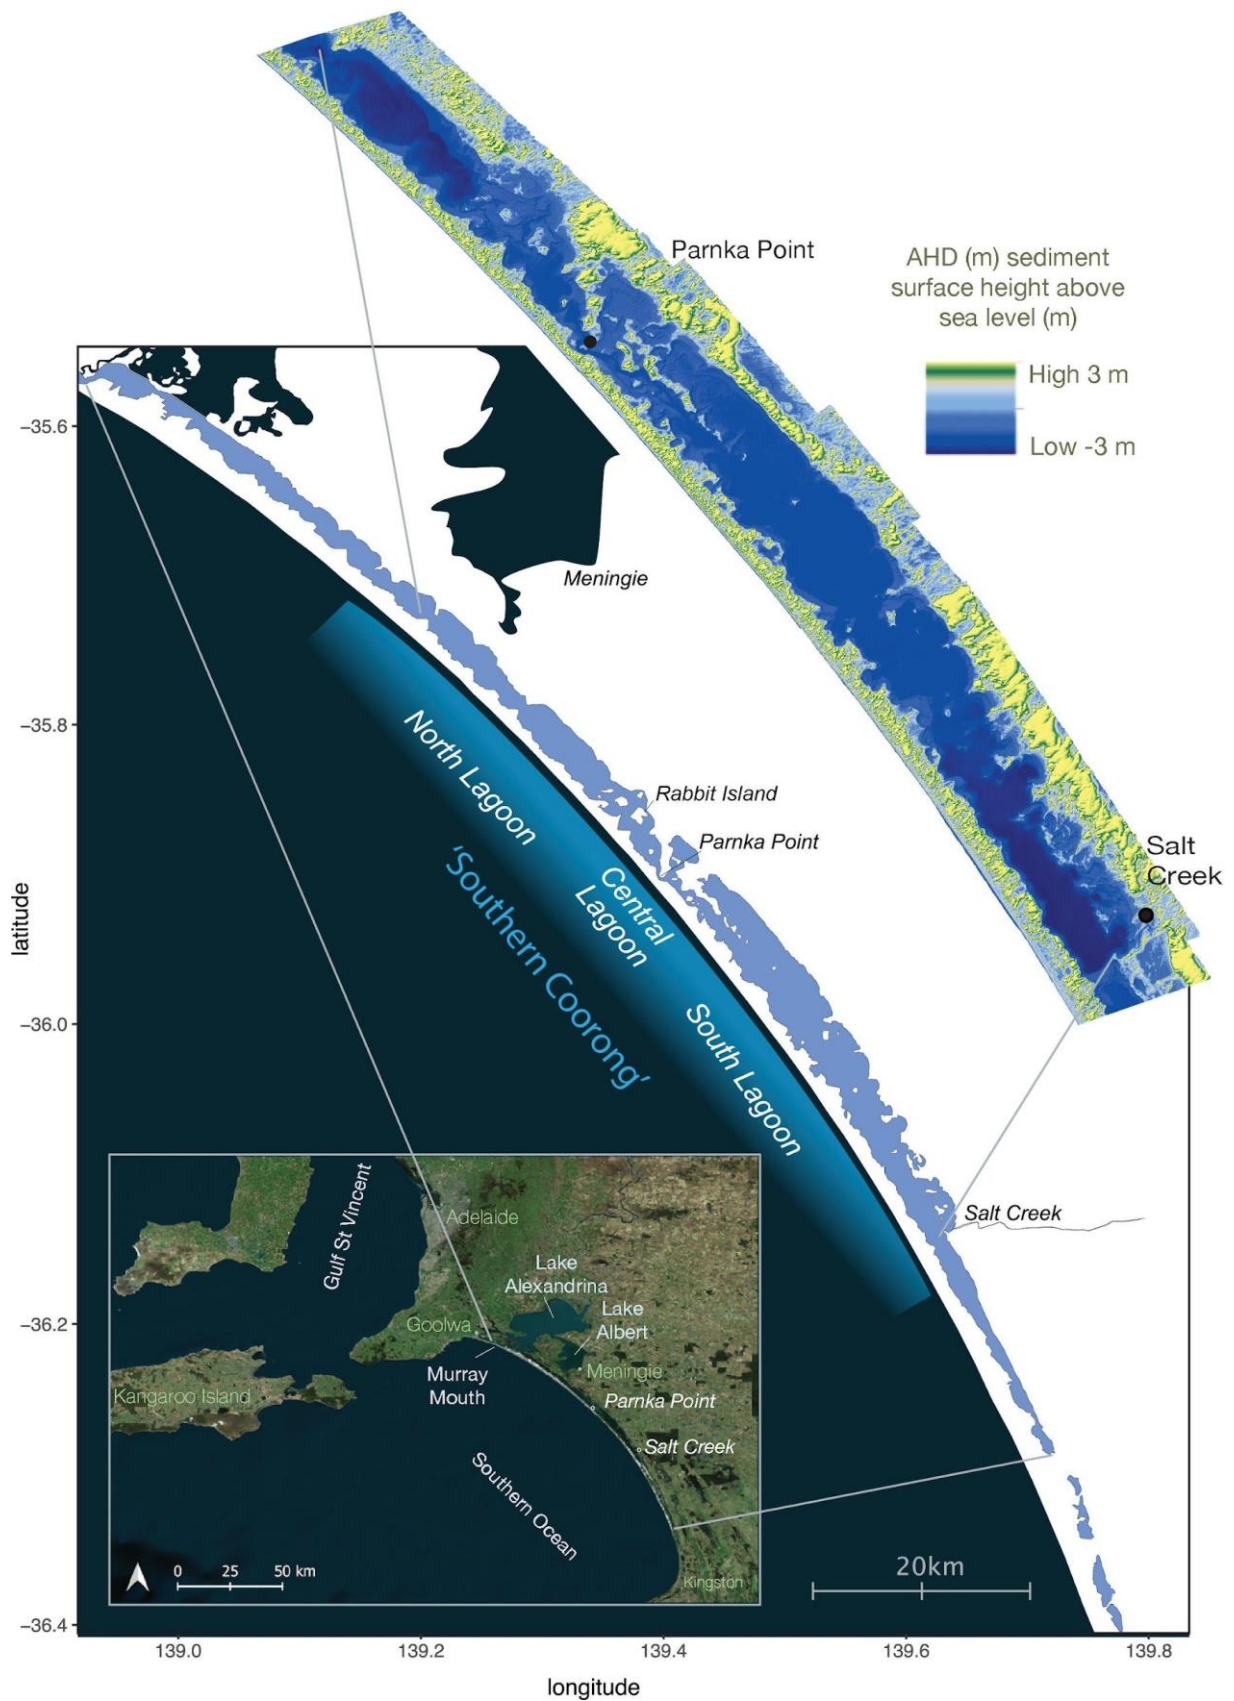 Parnka Point
AHD (m) sediment
surface height above
sea level (m)
High 3 m
Low -3 m
Salt
Creek
Meningie
Rabbit Island
Parnka Point
North Lagoon
Central
Lagoon
South Lagoon
'Southern Coorong'
Salt Creek
Gulf St Vincent
Adelaide
Lake
Alexandrina
Lake
Albert
Goolwa
Meningie
Murray
Mouth
Kangaroo Island
Parnka Point
Salt Creek
Southern Ocean
Kingston
0 25 50 km
20km
latitude
−35.6
−35.8
−36.0
−36.2
−36.4
139.0 139.2 139.4 139.6 139.8
longitude